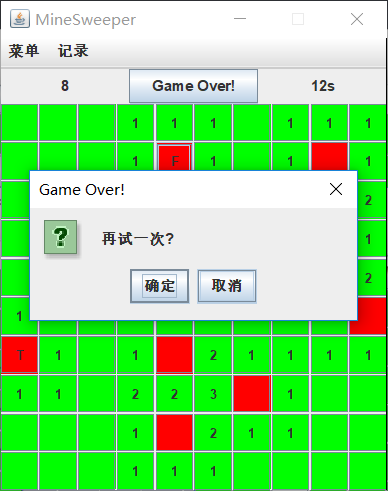 MineSweeper
菜单 记录
8 Game Over! 12s
1 1 1 1 1 1
1 F 1 1 1
Game Over!
2
再试一次?
1
确定 取消
2
1
T 1 1 2 1 1 1 1
1 1 2 2 3 1
1 2 1 1
1 1 1